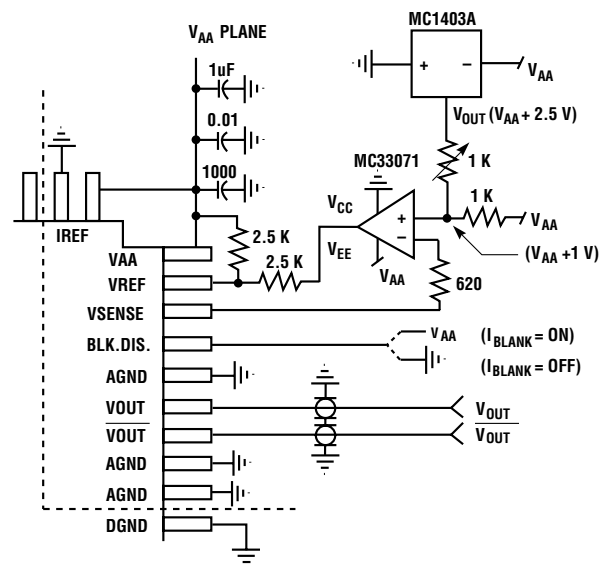 MC1403A
V_AA PLANE
+ −
V_AA
1uF
V_OUT (V_AA + 2.5 V)
0.01
MC33071
1 K
1000
V_CC
1 K
+
V_AA
IREF
2.5 K
−
(V_AA +1 V)
VAA
2.5 K
V_EE
V_AA
VREF
620
VSENSE
BLK.DIS.
V_AA (I_BLANK = ON)
(I_BLANK = OFF)
AGND
VOUT
V_OUT
V̅O̅U̅T̅
V̅_O̅U̅T̅
AGND
AGND
DGND